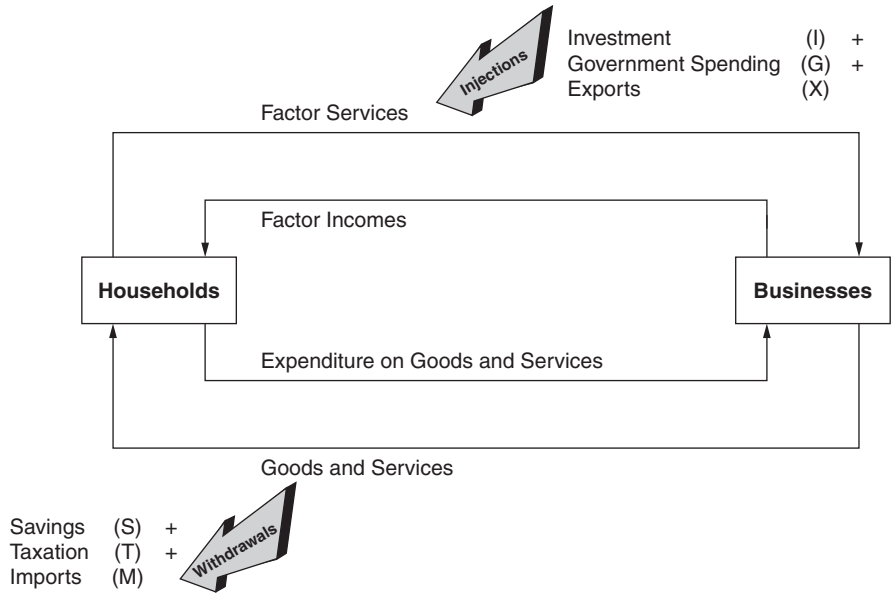 Investment (I) +
Government Spending (G) +
Exports (X)
Injections
Factor Services
Factor Incomes
Households
Businesses
Expenditure on Goods and Services
Goods and Services
Savings (S) +
Taxation (T) +
Imports (M)
Withdrawals